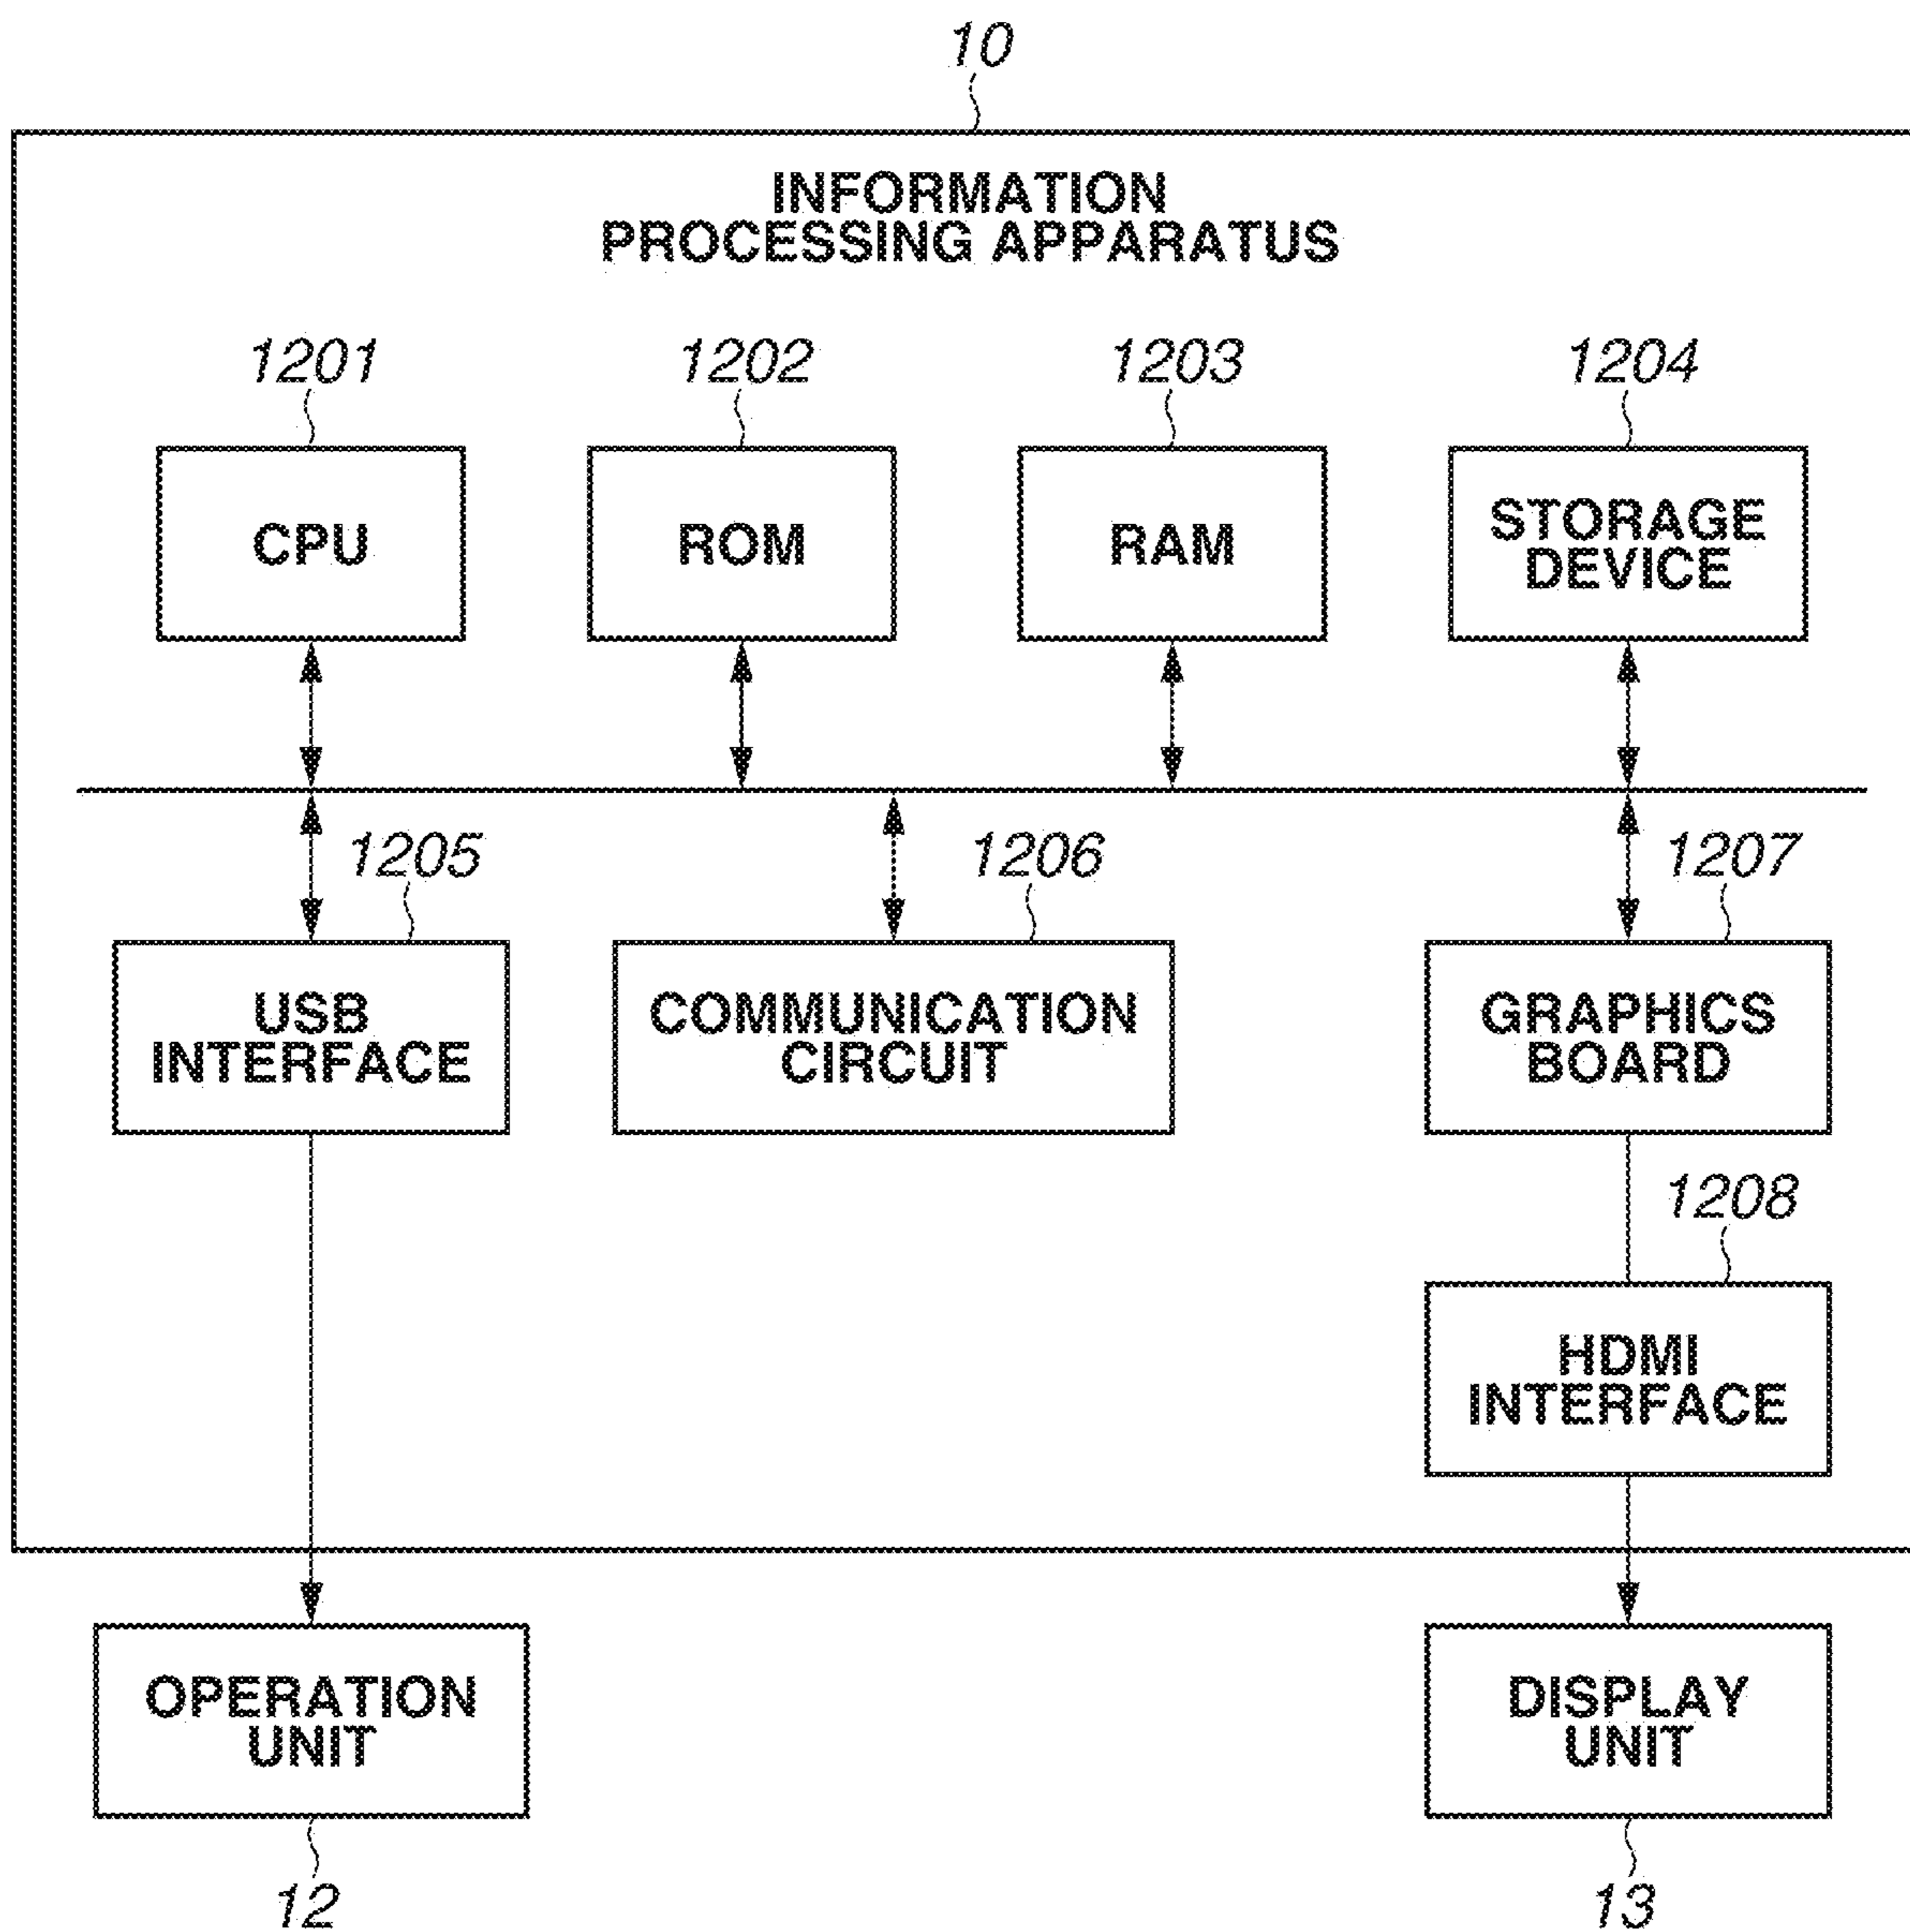 10
INFORMATION
PROCESSING APPARATUS
1201
1202
1203
1204
CPU
ROM
RAM
STORAGE
DEVICE
1205
1206
1207
USB
INTERFACE
COMMUNICATION
CIRCUIT
GRAPHICS
BOARD
1208
HDMI
INTERFACE
OPERATION
UNIT
DISPLAY
UNIT
12
13